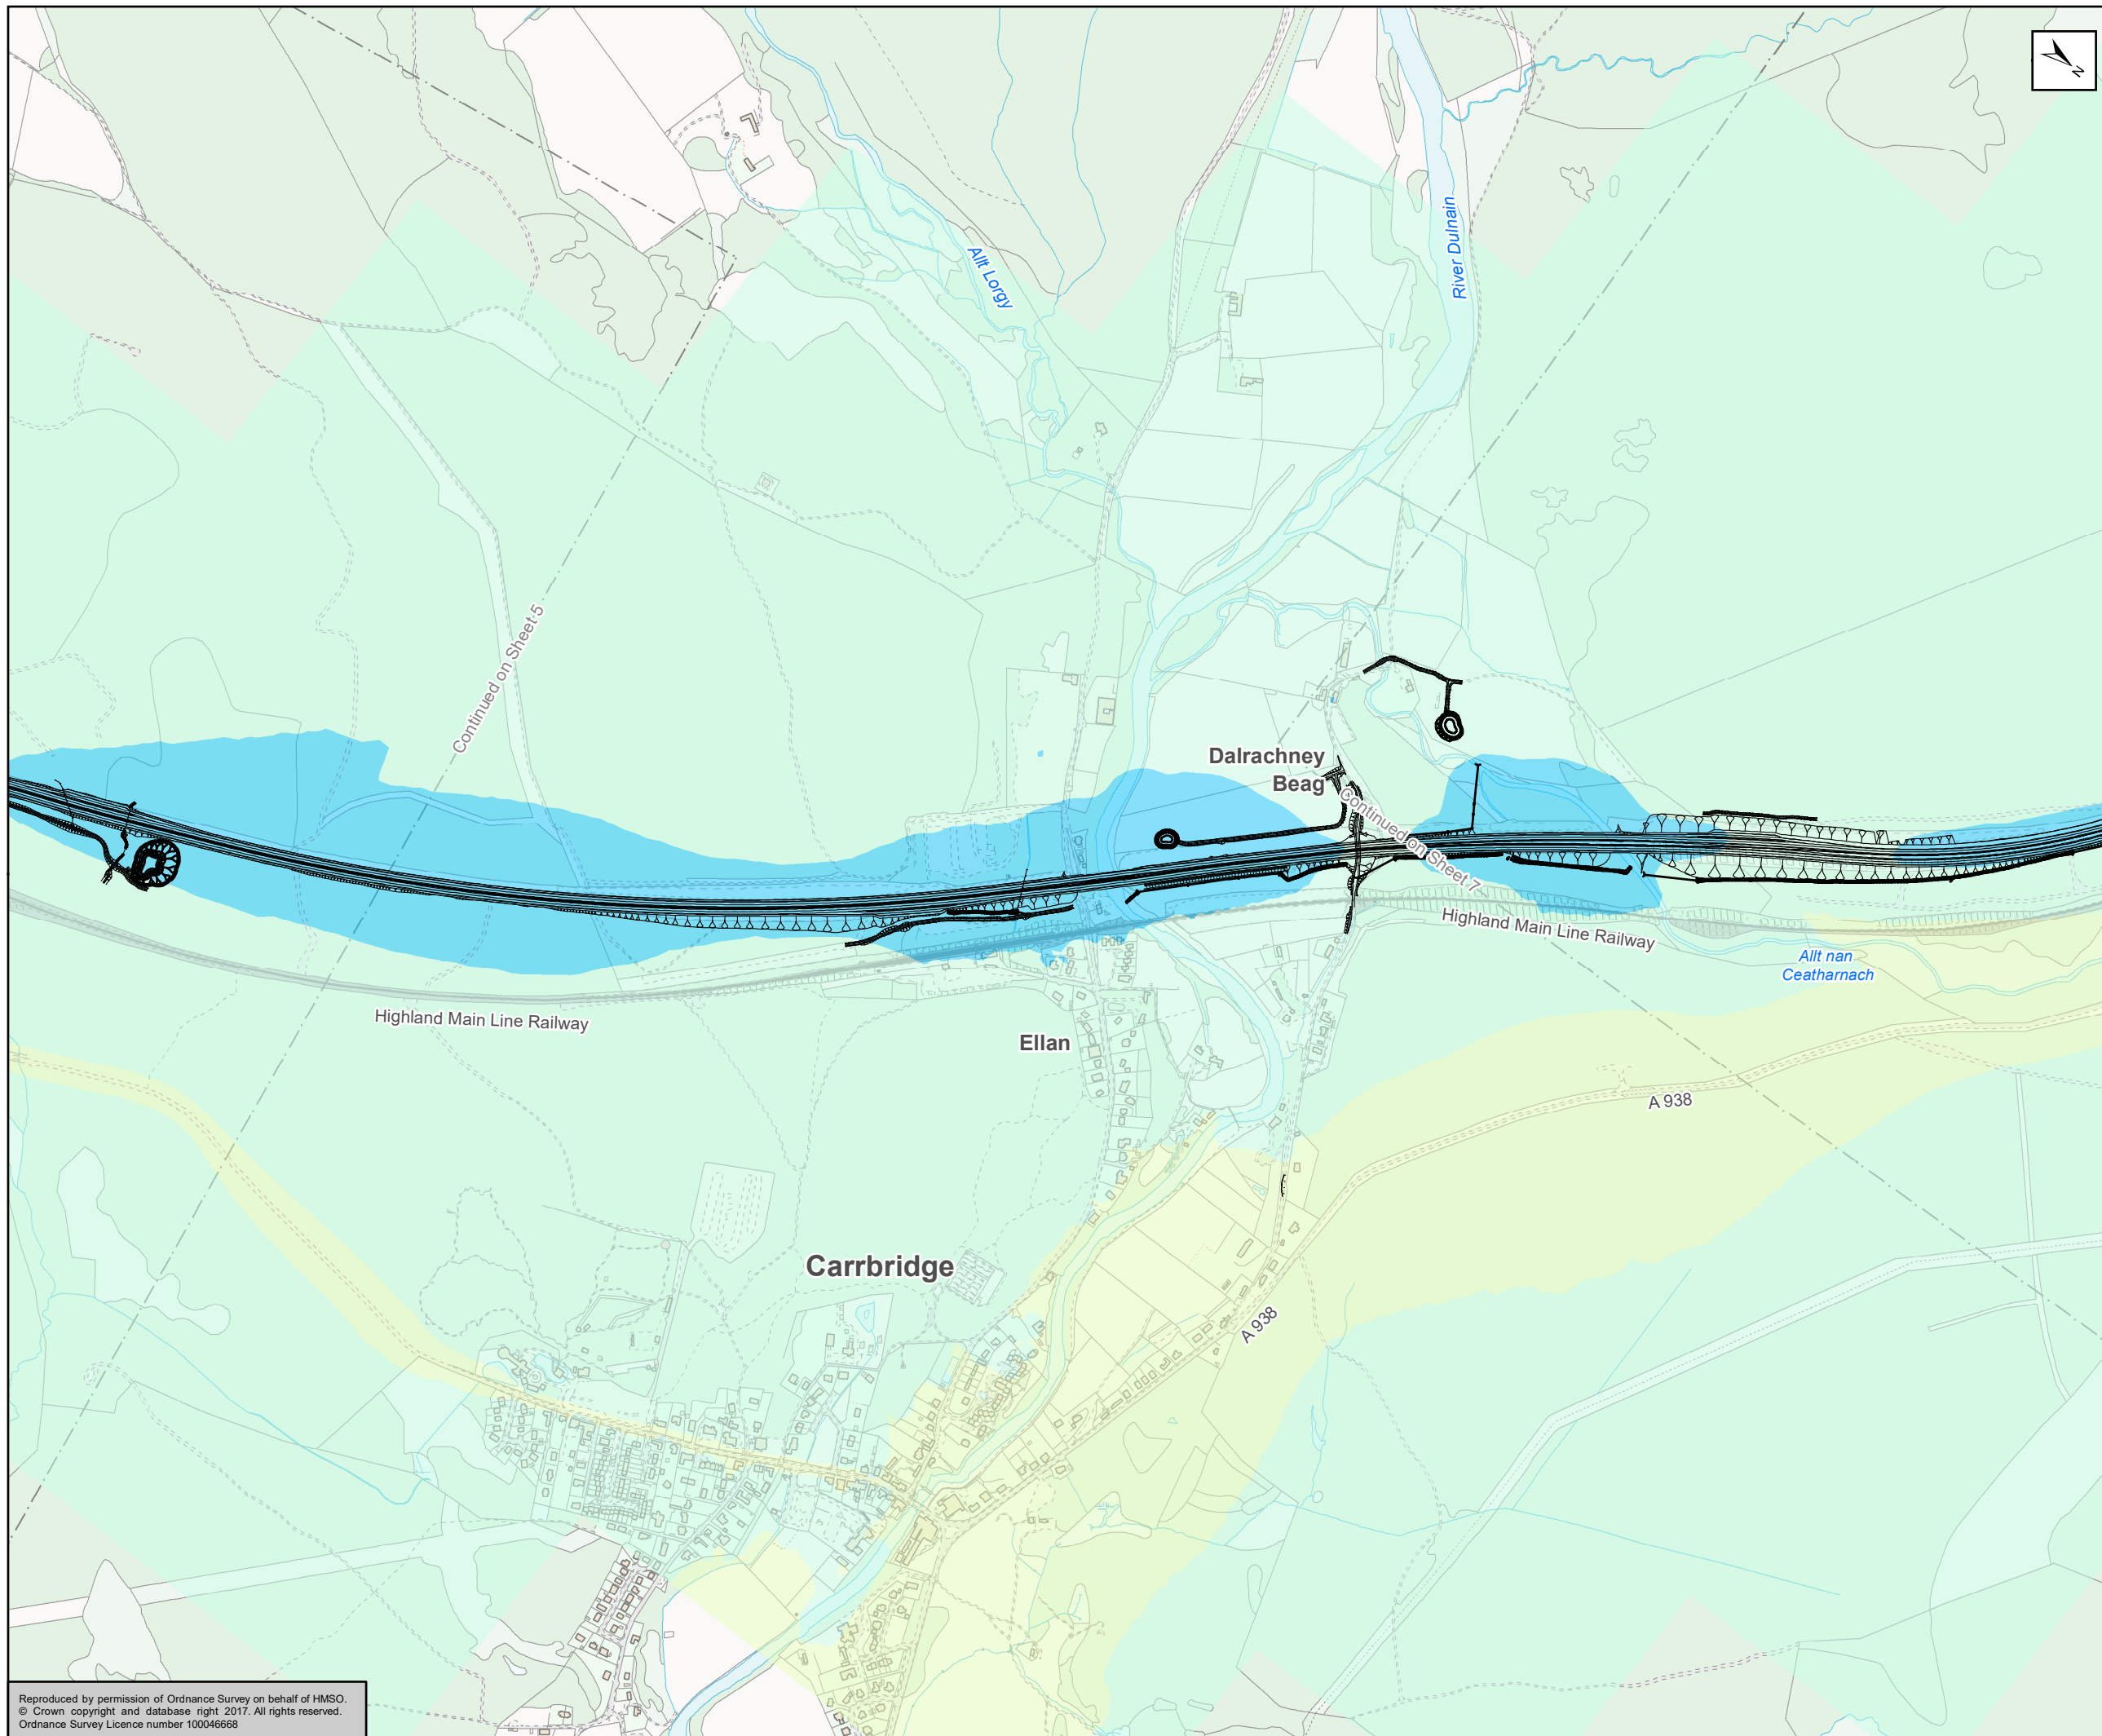 N
Allt Lorgy
River Dulnain
Continued on Sheet 5
Dalrachney
Beag
Continued on Sheet 7
Highland Main Line Railway
Allt nan
Ceatharnach
Highland Main Line Railway
Ellan
A 938
Carrbridge
A 938
Reproduced by permission of Ordnance Survey on behalf of HMSO.
© Crown copyright and database right 2017. All rights reserved.
Ordnance Survey Licence number 100046668